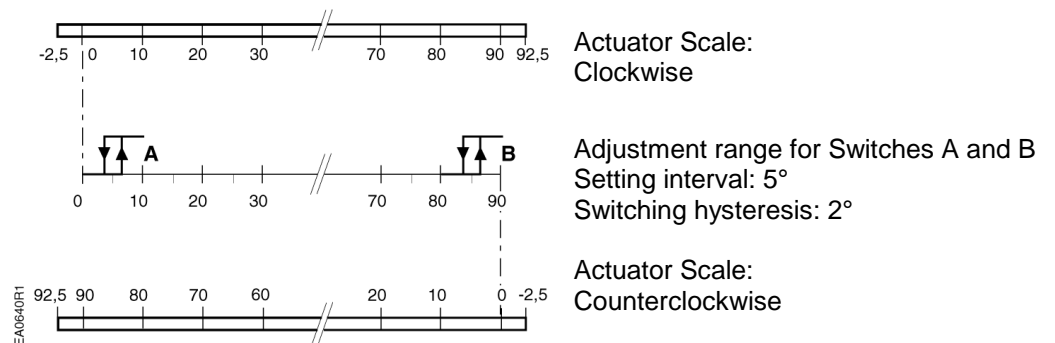 -2,5 0 10 20 30 70 80 90 92,5
Actuator Scale:
Clockwise
A B
0 10 20 30 70 80 90
Adjustment range for Switches A and B
Setting interval: 5°
Switching hysteresis: 2°
92,5 90 80 70 60 20 10 0 -2,5
Actuator Scale:
Counterclockwise
EA0640R1